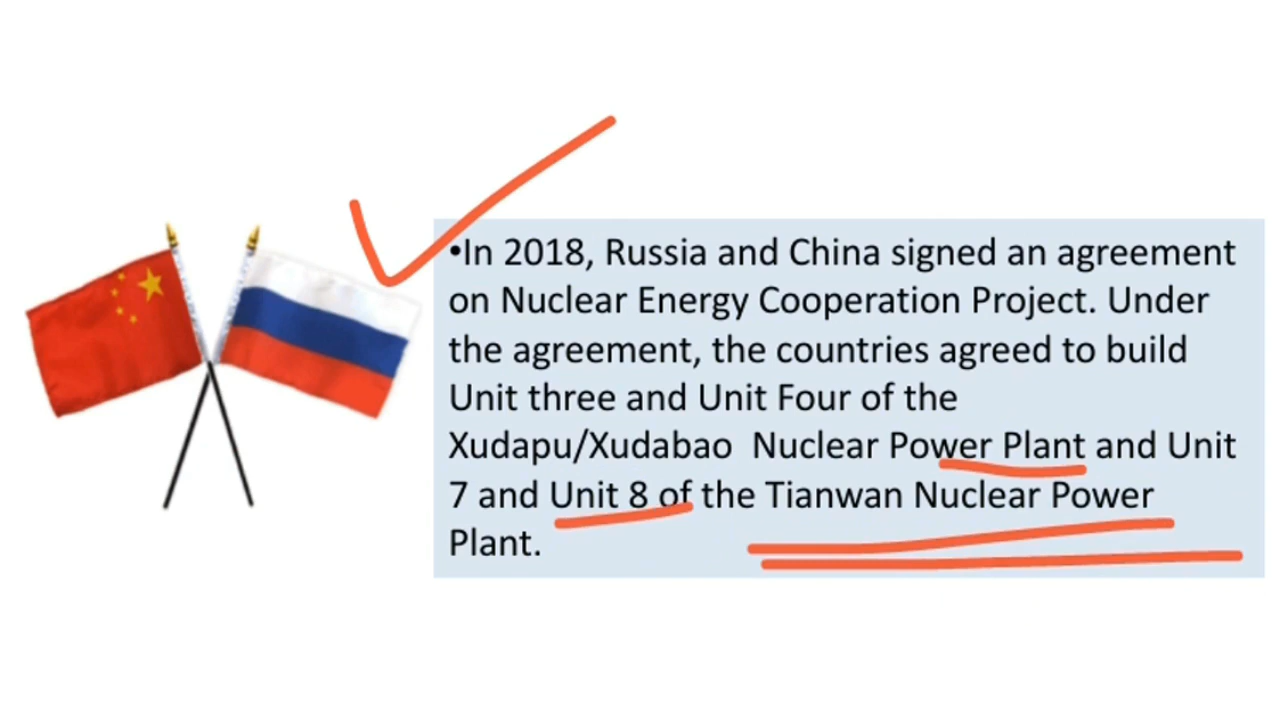 •In 2018, Russia and China signed an agreement
on Nuclear Energy Cooperation Project. Under
the agreement, the countries agreed to build
Unit three and Unit Four of the
Xudapu/Xudabao Nuclear Power Plant and Unit
7 and Unit 8 of the Tianwan Nuclear Power
Plant.